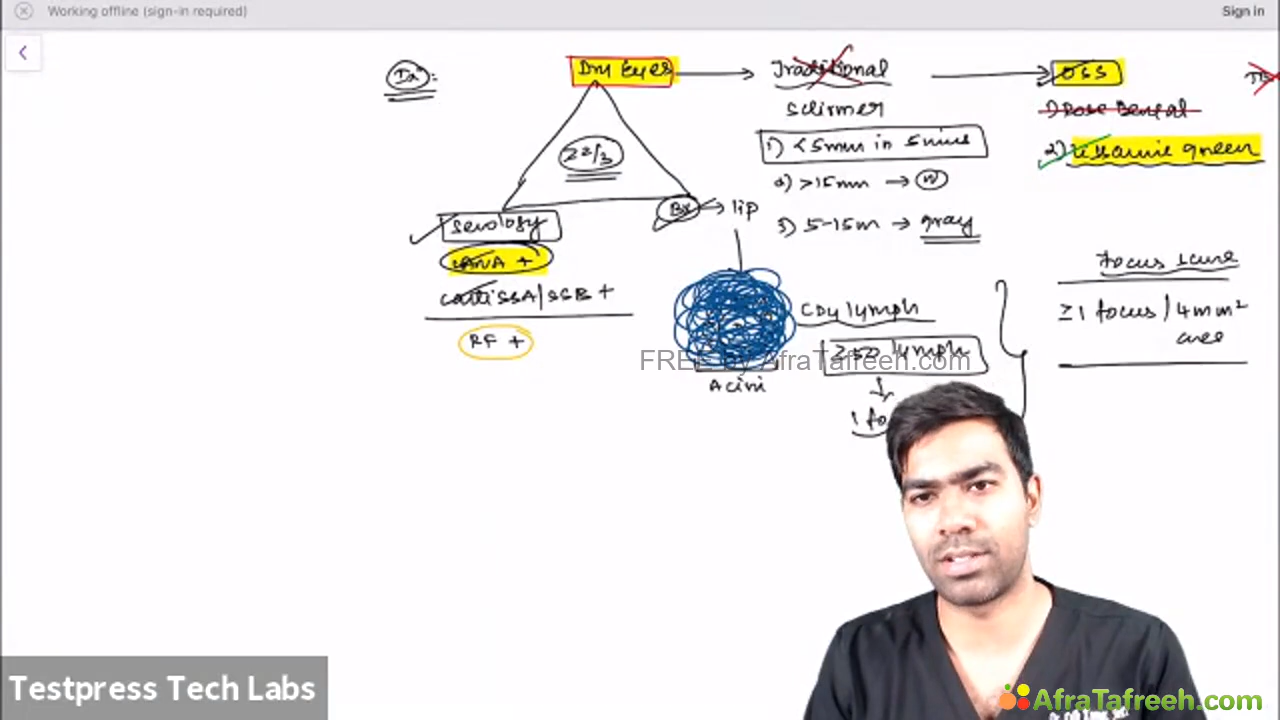 Working offline (sign-in required)
Sign in
Dry Eyes
Traditional
OSS
Schirmer
1) Rose Bengal
1) <5mm in 5mins
2) Lissamine green
≥2/3
2) >15mm → N
Bx → lip
3) 5-15m → gray
Serology
ANA +
anti SSA/SSB +
RF +
CD4 lymph
Focus score
≥1 focus / 4mm²
area
≥50 lymph
FREE by AfraTafreeh.com
Acini
Testpress Tech Labs
AfraTafreeh.com